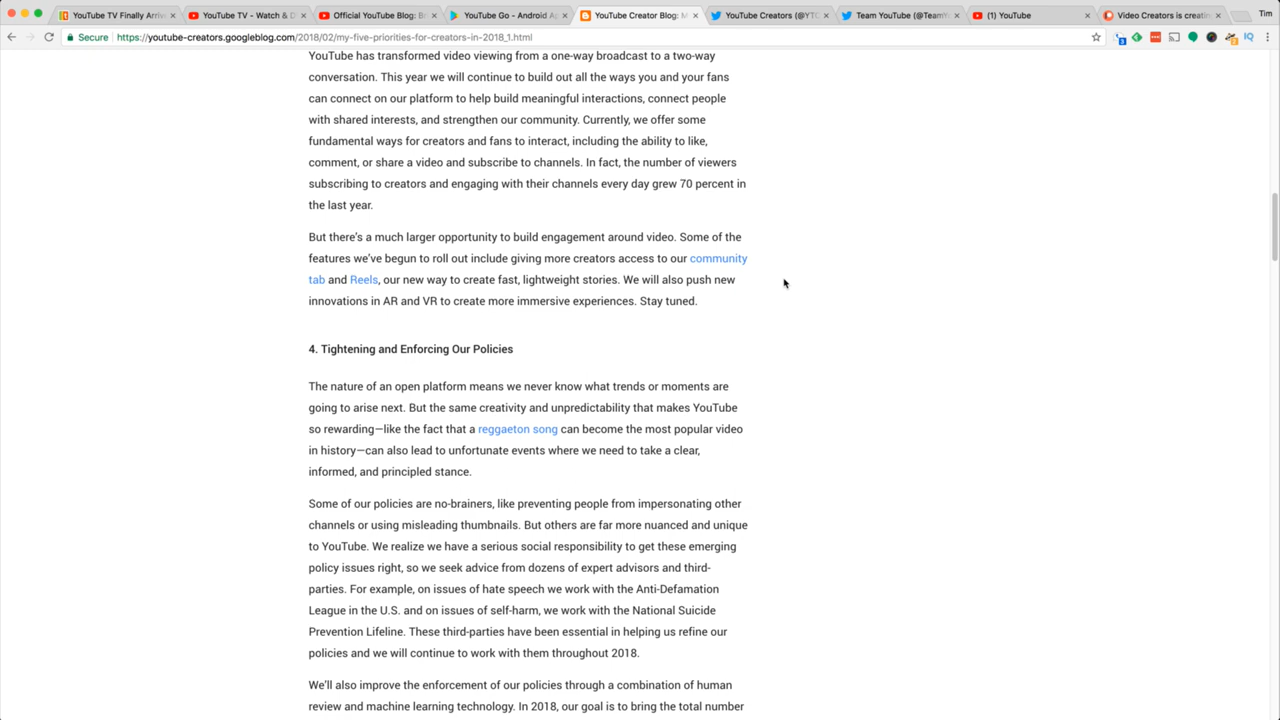 YouTube TV Finally Arriv
YouTube TV - Watch & D
Official YouTube Blog: Br
YouTube Go - Android A
YouTube Creator Blog: M
YouTube Creators (@YTC
Team YouTube (@TeamY
(1) YouTube
Video Creators is creatin
Tim
Secure
https://youtube-creators.googleblog.com/2018/02/my-five-priorities-for-creators-in-2018_1.html
YouTube has transformed video viewing from a one-way broadcast to a two-way
conversation. This year we will continue to build out all the ways you and your fans
can connect on our platform to help build meaningful interactions, connect people
with shared interests, and strengthen our community. Currently, we offer some
fundamental ways for creators and fans to interact, including the ability to like,
comment, or share a video and subscribe to channels. In fact, the number of viewers
subscribing to creators and engaging with their channels every day grew 70 percent in
the last year.
But there's a much larger opportunity to build engagement around video. Some of the
features we've begun to roll out include giving more creators access to our community
tab and Reels, our new way to create fast, lightweight stories. We will also push new
innovations in AR and VR to create more immersive experiences. Stay tuned.
4. Tightening and Enforcing Our Policies
The nature of an open platform means we never know what trends or moments are
going to arise next. But the same creativity and unpredictability that makes YouTube
so rewarding—like the fact that a reggaeton song can become the most popular video
in history—can also lead to unfortunate events where we need to take a clear,
informed, and principled stance.
Some of our policies are no-brainers, like preventing people from impersonating other
channels or using misleading thumbnails. But others are far more nuanced and unique
to YouTube. We realize we have a serious social responsibility to get these emerging
policy issues right, so we seek advice from dozens of expert advisors and third-
parties. For example, on issues of hate speech we work with the Anti-Defamation
League in the U.S. and on issues of self-harm, we work with the National Suicide
Prevention Lifeline. These third-parties have been essential in helping us refine our
policies and we will continue to work with them throughout 2018.
We'll also improve the enforcement of our policies through a combination of human
review and machine learning technology. In 2018, our goal is to bring the total number